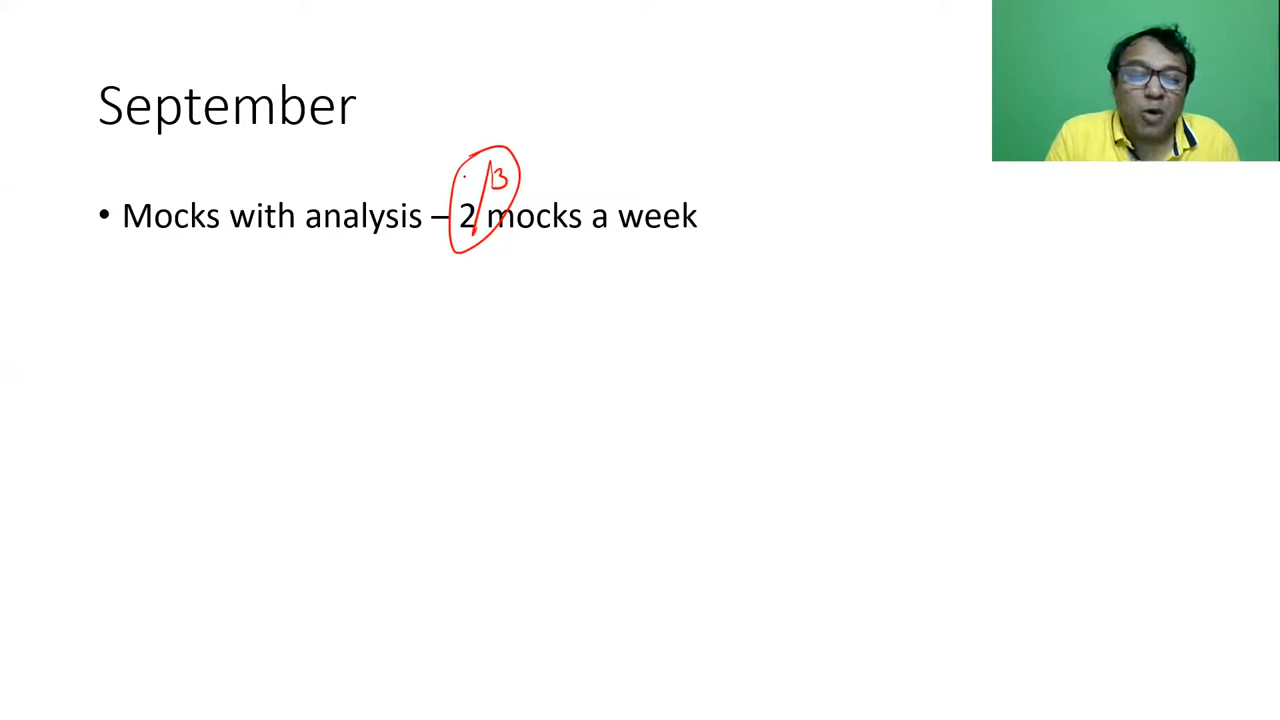 September
• Mocks with analysis – 2/3 mocks a week